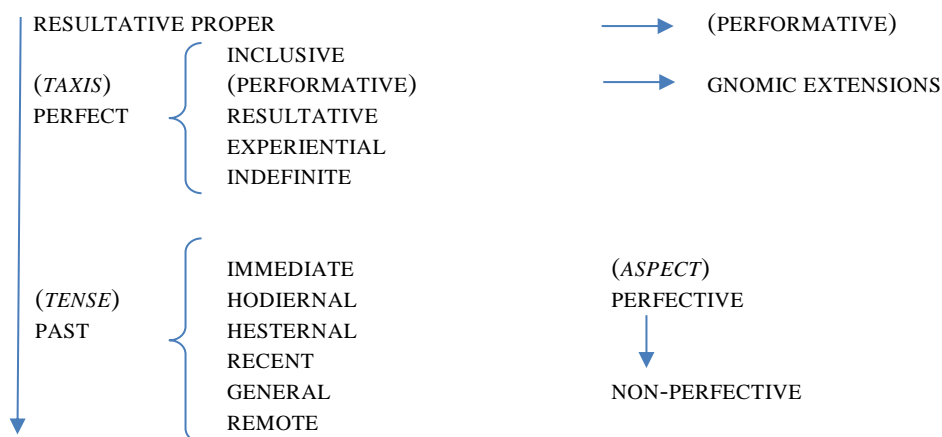 RESULTATIVE PROPER (PERFORMATIVE)
INCLUSIVE
(TAXIS) (PERFORMATIVE) GNOMIC EXTENSIONS
PERFECT RESULTATIVE
EXPERIENTIAL
INDEFINITE
IMMEDIATE (ASPECT)
(TENSE) HODIERNAL PERFECTIVE
PAST HESTERNAL
RECENT
GENERAL NON-PERFECTIVE
REMOTE